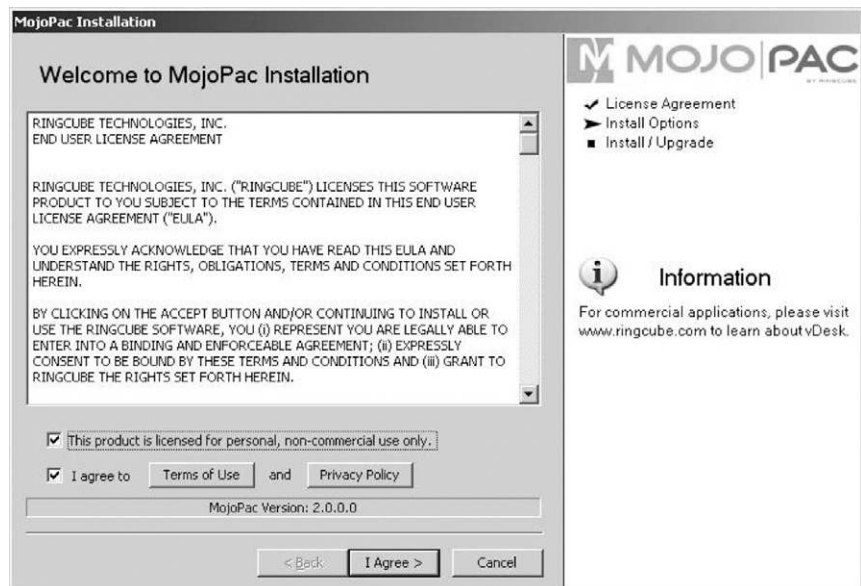 MojoPac Installation
Welcome to MojoPac Installation
RINGCUBE TECHNOLOGIES, INC.
END USER LICENSE AGREEMENT
RINGCUBE TECHNOLOGIES, INC. ("RINGCUBE") LICENSES THIS SOFTWARE
PRODUCT TO YOU SUBJECT TO THE TERMS CONTAINED IN THIS END USER
LICENSE AGREEMENT ("EULA").
YOU EXPRESSLY ACKNOWLEDGE THAT YOU HAVE READ THIS EULA AND
UNDERSTAND THE RIGHTS, OBLIGATIONS, TERMS AND CONDITIONS SET FORTH
HEREIN.
BY CLICKING ON THE ACCEPT BUTTON AND/OR CONTINUING TO INSTALL OR
USE THE RINGCUBE SOFTWARE, YOU (i) REPRESENT YOU ARE LEGALLY ABLE TO
ENTER INTO A BINDING AND ENFORCEABLE AGREEMENT; (ii) EXPRESSLY
CONSENT TO BE BOUND BY THESE TERMS AND CONDITIONS AND (iii) GRANT TO
RINGCUBE THE RIGHTS SET FORTH HEREIN.
This product is licensed for personal, non-commercial use only.
I agree to Terms of Use and Privacy Policy
MojoPac Version: 2.0.0.0
< Back I Agree > Cancel
MOJO PAC
BY RINGCUBE
License Agreement
Install Options
Install / Upgrade
Information
For commercial applications, please visit
www.ringcube.com to learn about vDesk.